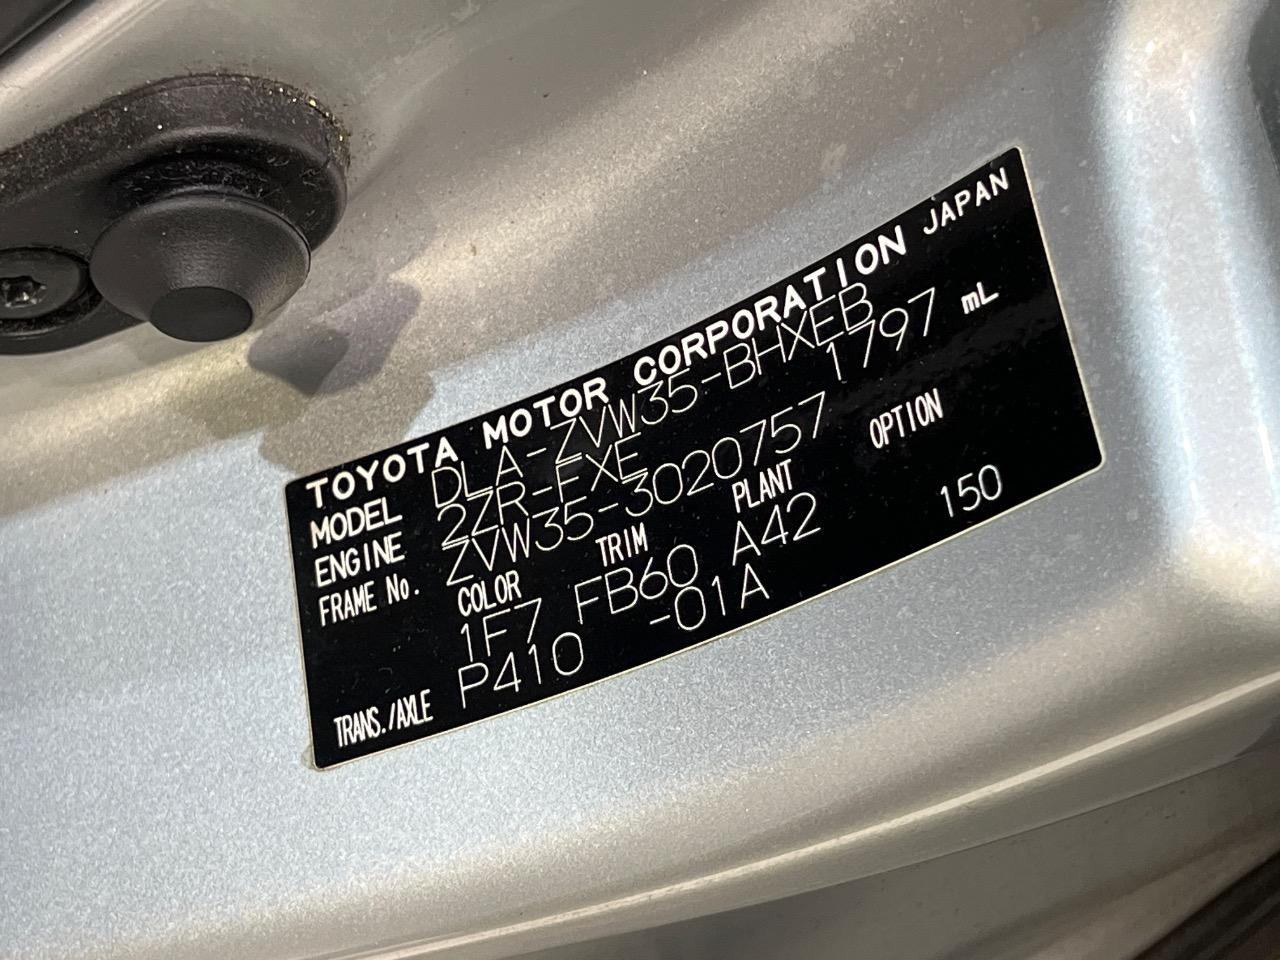 TOYOTA MOTOR CORPORATION JAPAN
MODEL DLA-ZVW35-BHXEB
ENGINE 2ZR-FXE 1797 mL
FRAME No. ZVW35-3020757
COLOR TRIM PLANT OPTION
1F7 FB60 A42 150
TRANS./AXLE P410 -01A